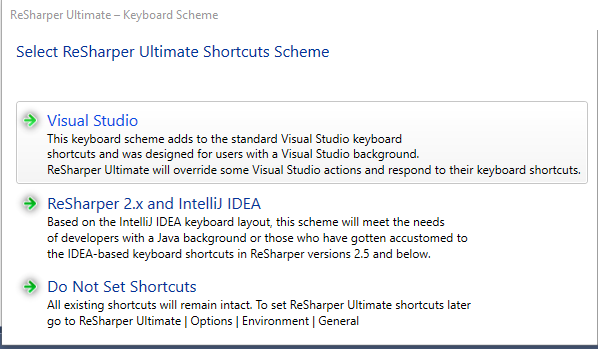 ReSharper Ultimate – Keyboard Scheme
Select ReSharper Ultimate Shortcuts Scheme
Visual Studio
This keyboard scheme adds to the standard Visual Studio keyboard
shortcuts and was designed for users with a Visual Studio background.
ReSharper Ultimate will override some Visual Studio actions and respond to their keyboard shortcuts.
ReSharper 2.x and IntelliJ IDEA
Based on the IntelliJ IDEA keyboard layout, this scheme will meet the needs
of developers with a Java background or those who have gotten accustomed to
the IDEA-based keyboard shortcuts in ReSharper versions 2.5 and below.
Do Not Set Shortcuts
All existing shortcuts will remain intact. To set ReSharper Ultimate shortcuts later
go to ReSharper Ultimate | Options | Environment | General